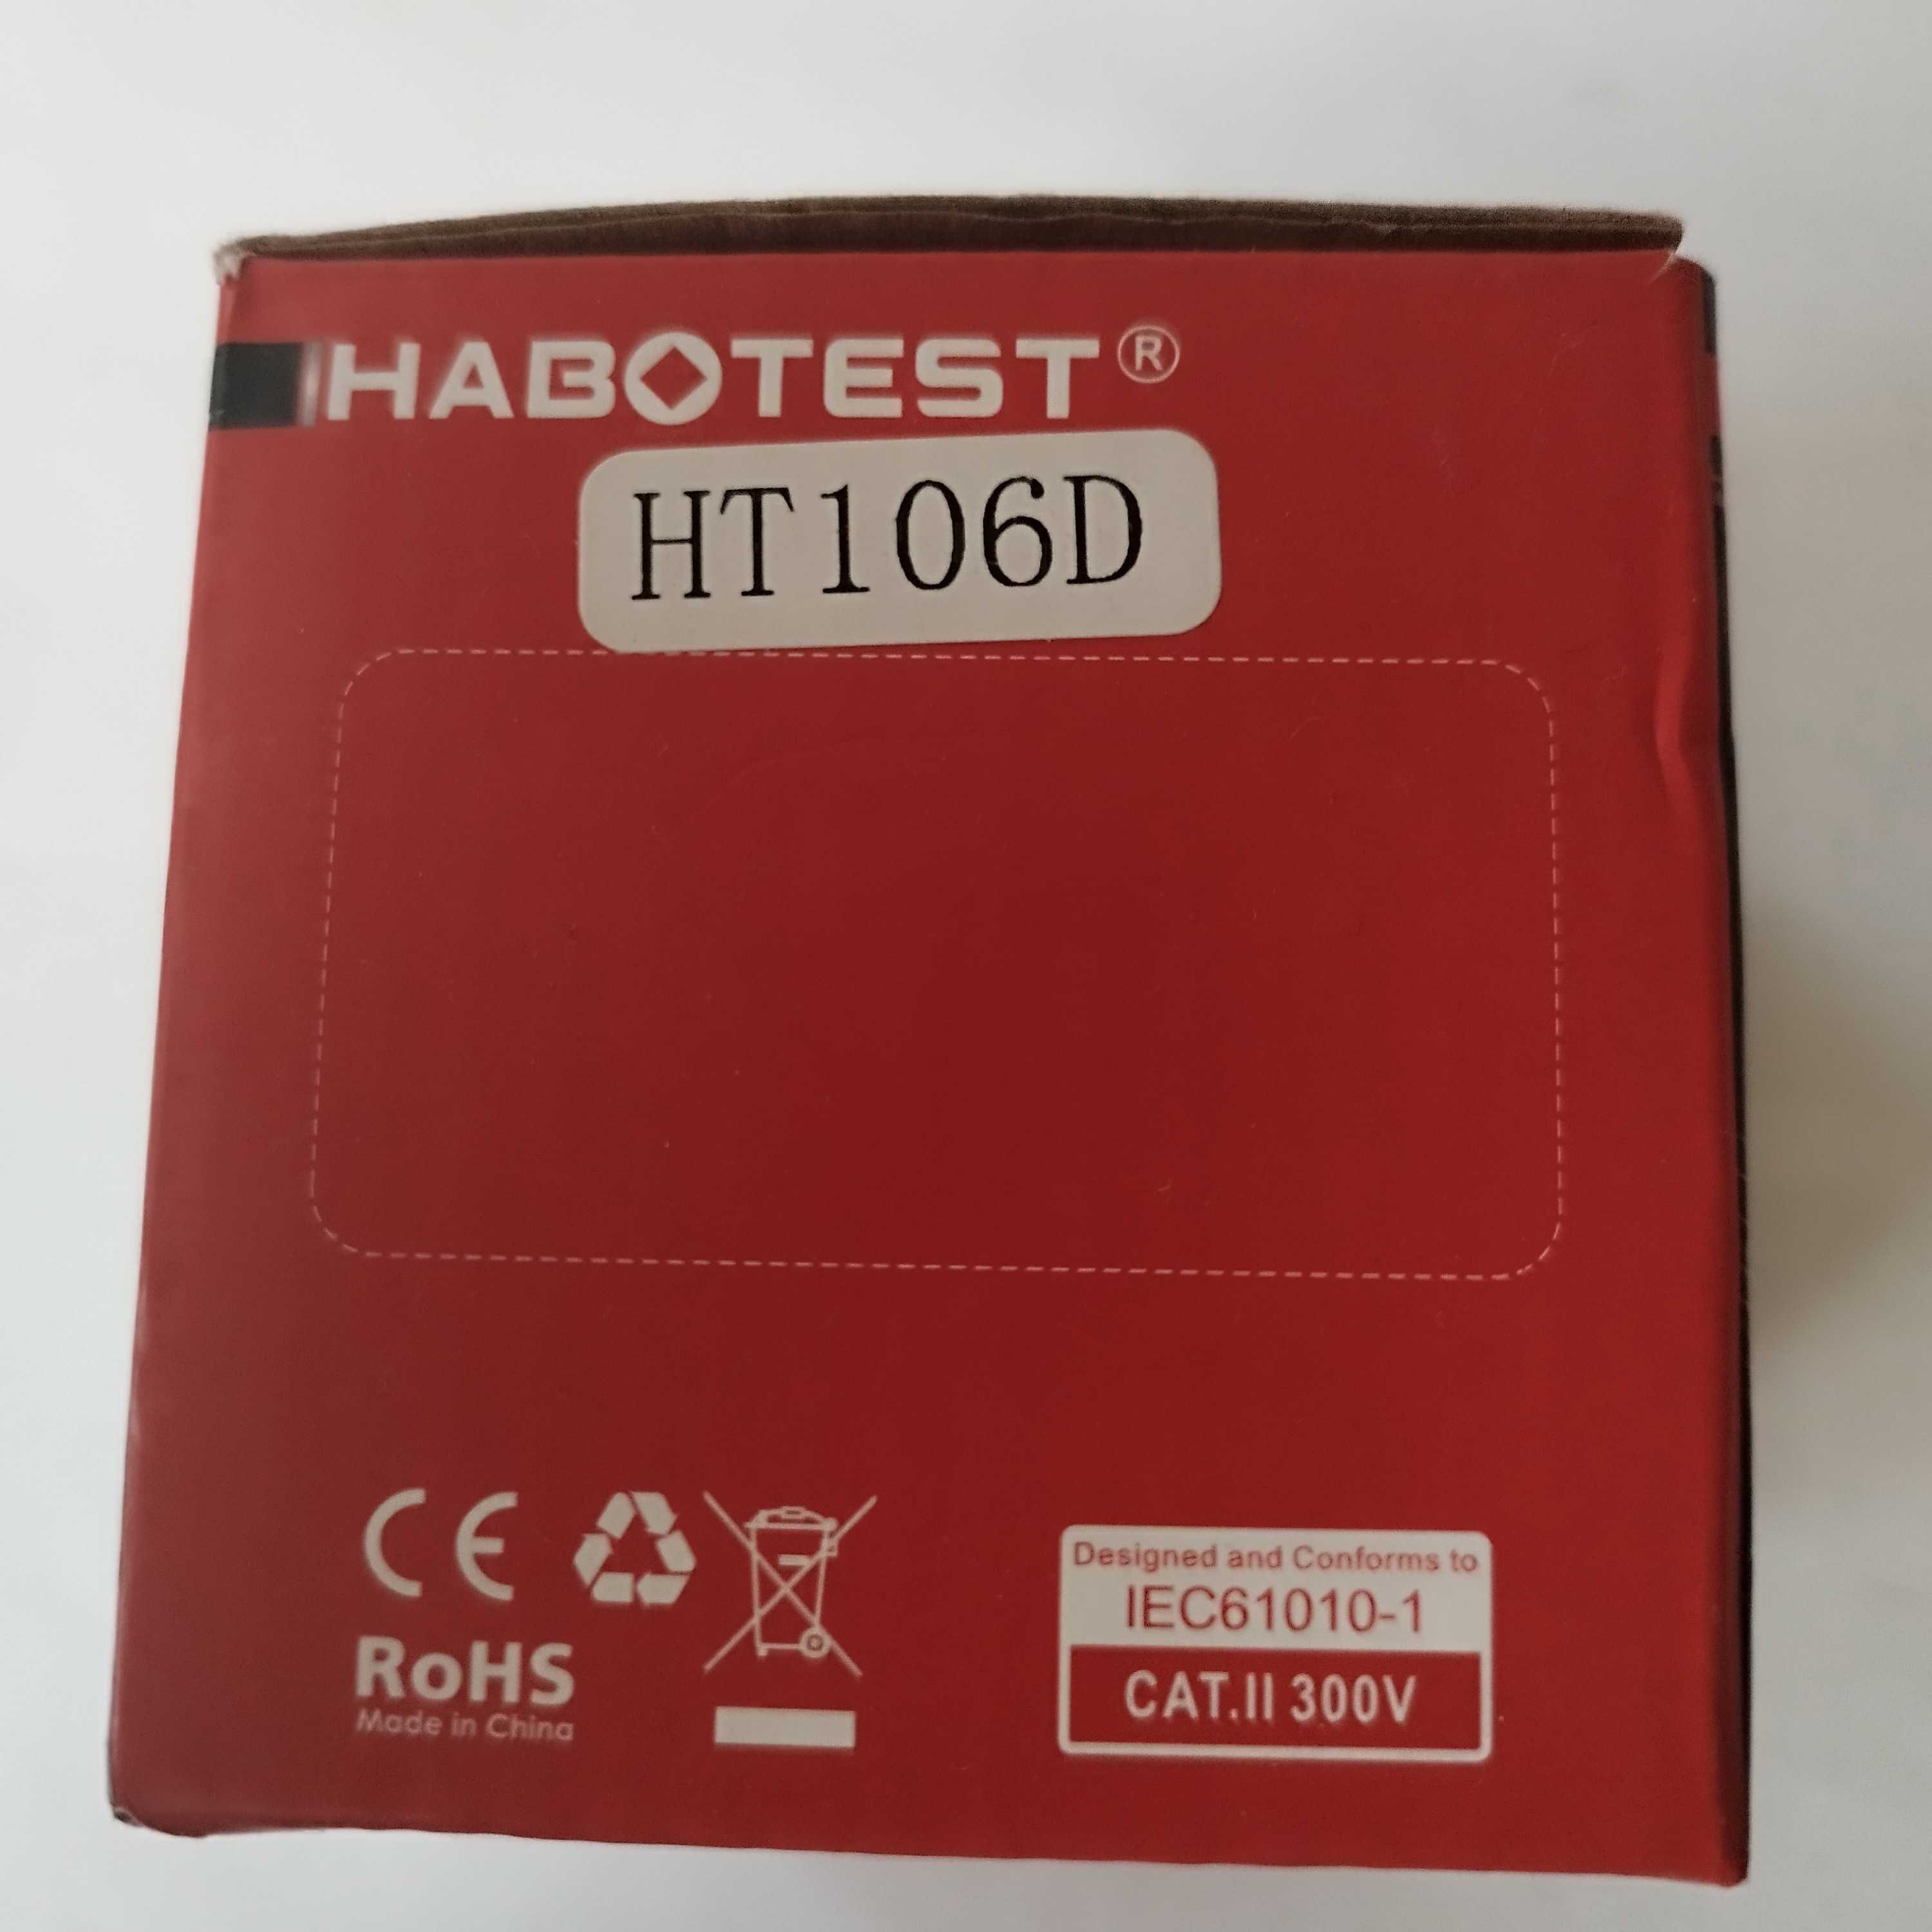 HABOTEST®
HT106D
CE
RoHS
Made in China
Designed and Conforms to
IEC61010-1
CAT.II 300V